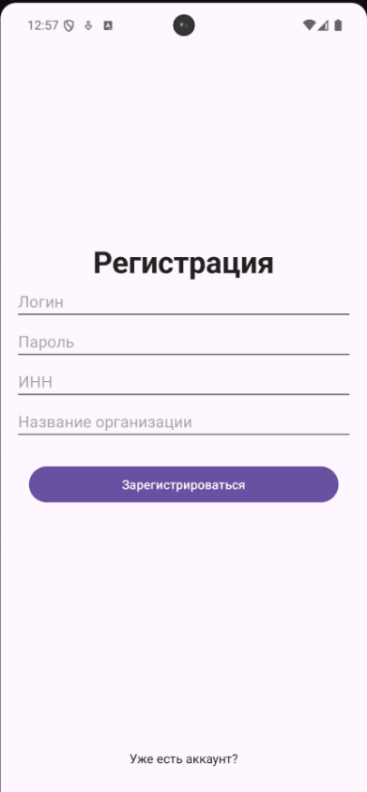 12:57
Регистрация
Логин
Пароль
ИНН
Название организации
Зарегистрироваться
Уже есть аккаунт?